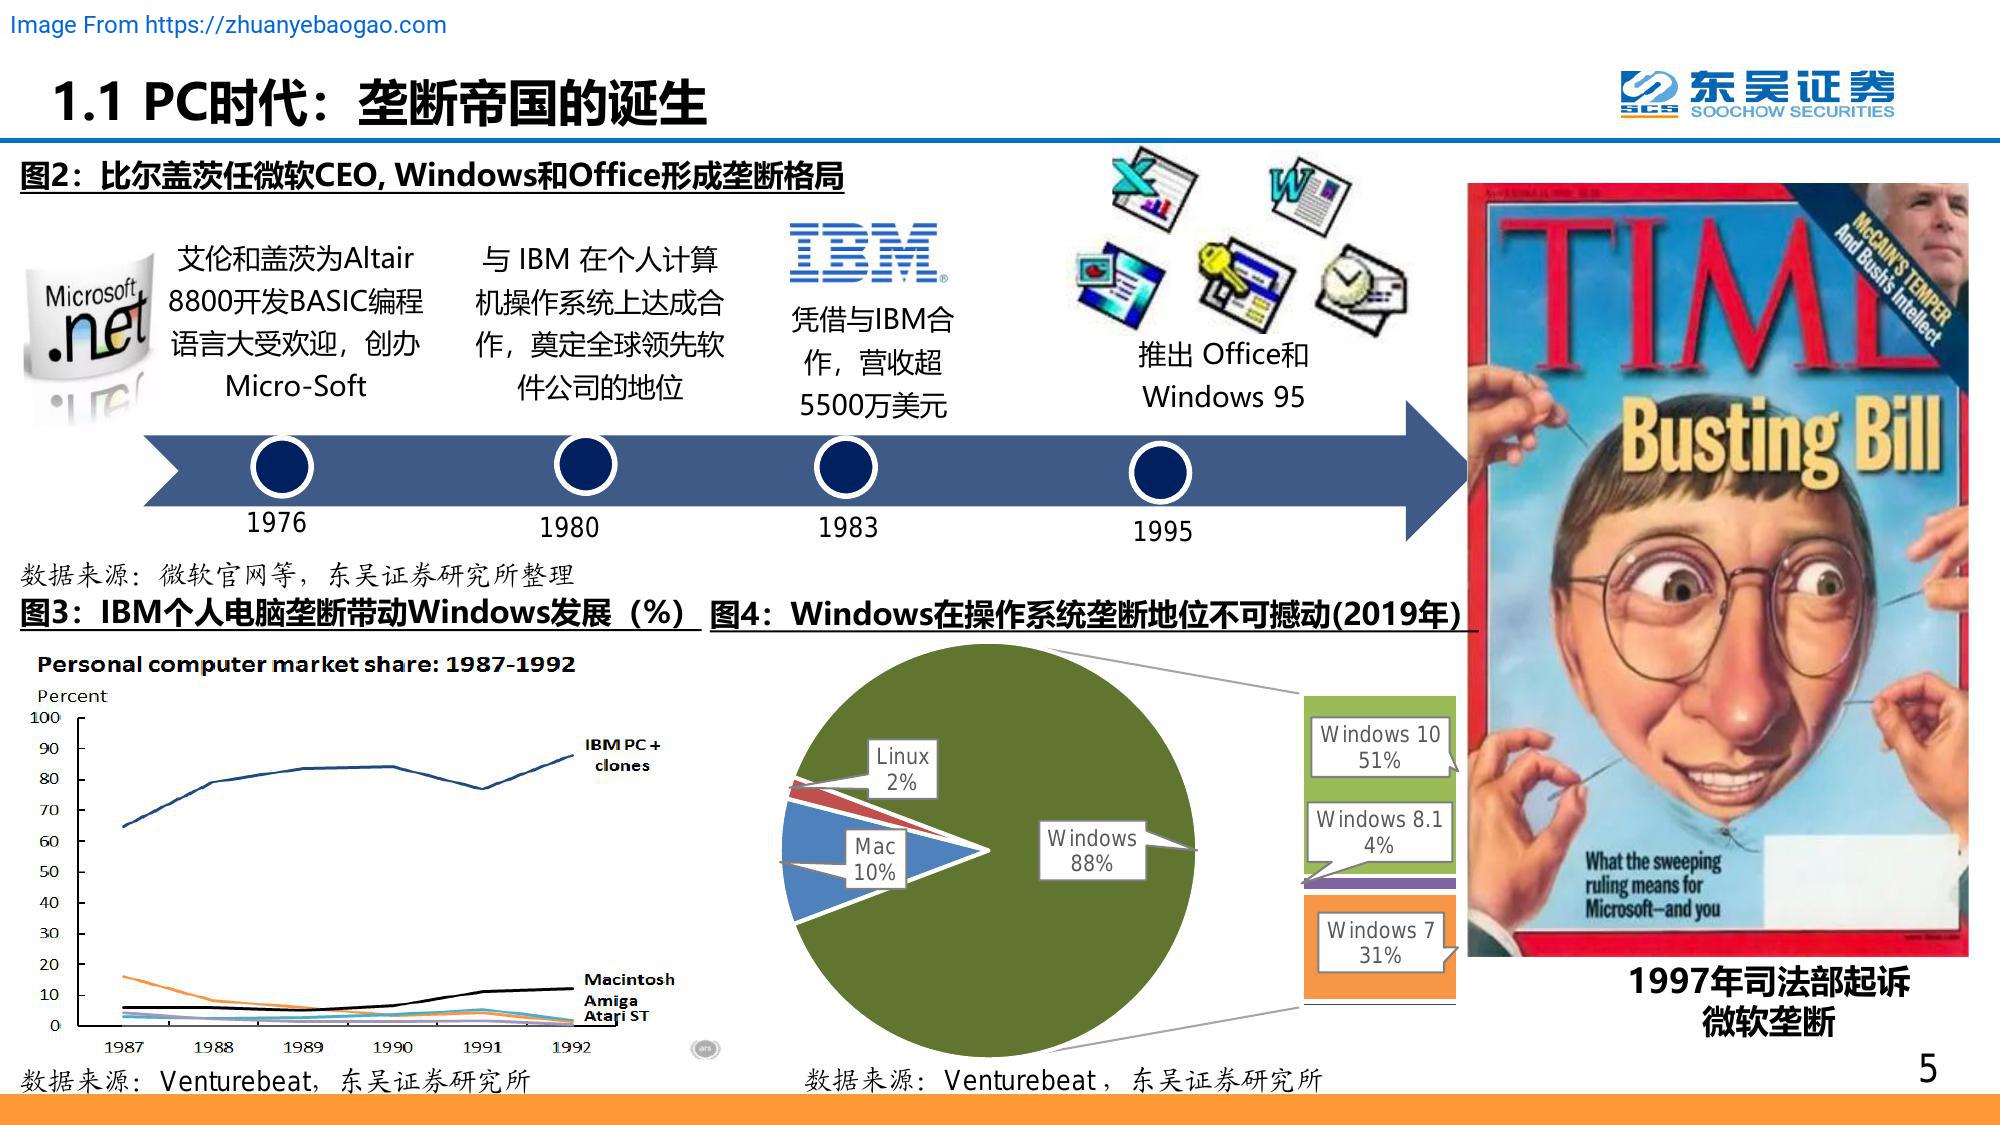 Image From https://zhuanyebaogao.com
1.1 PC时代：垄断帝国的诞生
SCS
东吴证券
SOOCHOW SECURITIES
图2：比尔盖茨任微软CEO, Windows和Office形成垄断格局
Microsoft
.net
艾伦和盖茨为Altair
8800开发BASIC编程
语言大受欢迎，创办
Micro-Soft
与 IBM 在个人计算
机操作系统上达成合
作，奠定全球领先软
件公司的地位
IBM®
凭借与IBM合
作，营收超
5500万美元
推出 Office和
Windows 95
1976
1980
1983
1995
数据来源：微软官网等，东吴证券研究所整理
TIME
McCAIN'S TEMPER
And Bush's Intellect
Busting Bill
What the sweeping
ruling means for
Microsoft—and you
1997年司法部起诉
微软垄断
图3：IBM个人电脑垄断带动Windows发展（%）
Personal computer market share: 1987-1992
Percent
100
90
80
70
60
50
40
30
20
10
0
IBM PC +
clones
Macintosh
Amiga
Atari ST
1987
1988
1989
1990
1991
1992
ars
数据来源：Venturebeat，东吴证券研究所
图4：Windows在操作系统垄断地位不可撼动(2019年)
Linux
2%
Mac
10%
Windows
88%
Windows 10
51%
Windows 8.1
4%
Windows 7
31%
数据来源：Venturebeat ，东吴证券研究所
5